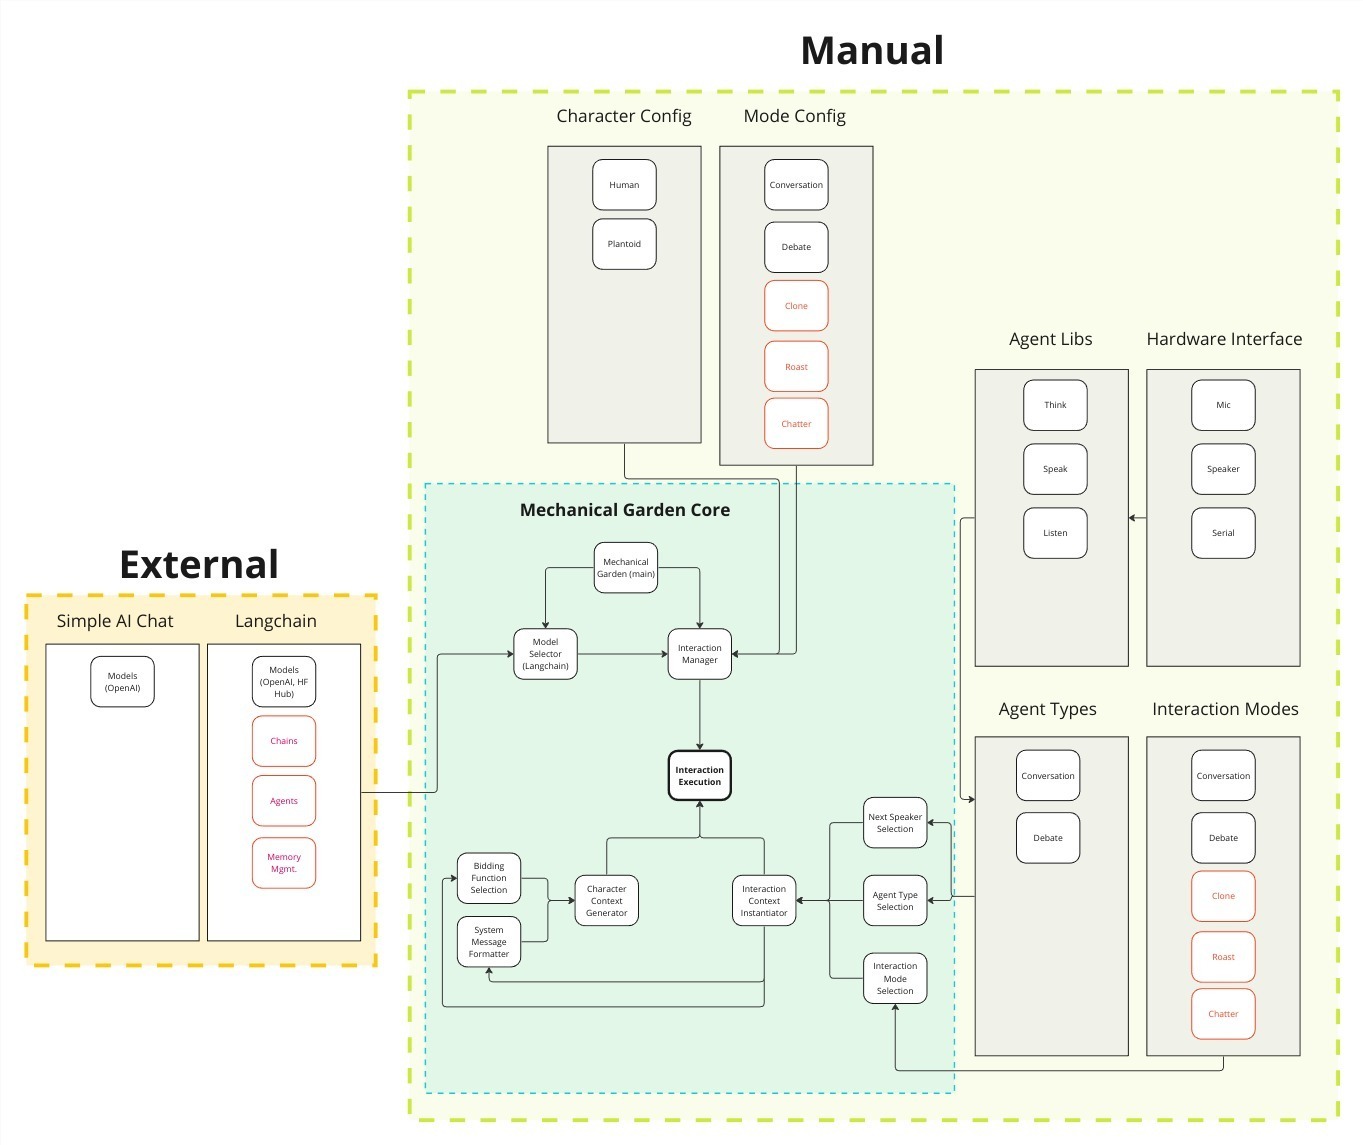 Manual
Character Config
Human
Plantoid
Mode Config
Conversation
Debate
Clone
Roast
Chatter
Agent Libs
Think
Speak
Listen
Hardware Interface
Mic
Speaker
Serial
External
Simple AI Chat
Models
(OpenAI)
Langchain
Models
(OpenAI, HF
Hub)
Chains
Agents
Memory
Mgmt.
Mechanical Garden Core
Mechanical
Garden (main)
Model
Selector
(Langchain)
Interaction
Manager
Interaction
Execution
Bidding
Function
Selection
System
Message
Formatter
Character
Context
Generator
Interaction
Context
Instantiator
Next Speaker
Selection
Agent Type
Selection
Interaction
Mode
Selection
Agent Types
Conversation
Debate
Interaction Modes
Conversation
Debate
Clone
Roast
Chatter